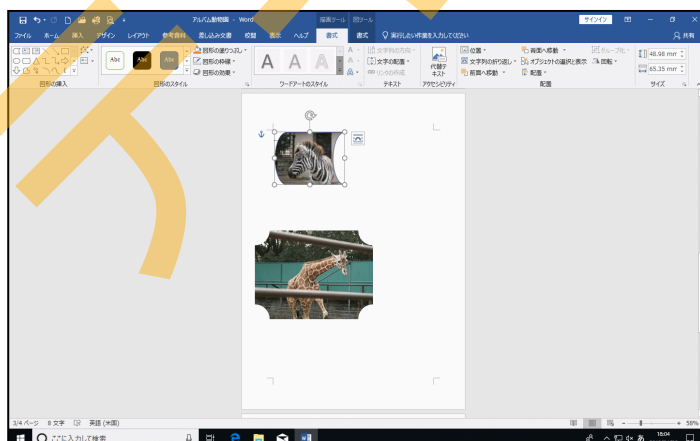 アルバム動物園 - Word
描画ツール 図ツール
サインイン
ファイル ホーム 挿入 デザイン レイアウト 参考資料 差し込み文書 校閲 表示 ヘルプ 書式 書式 実行したい作業を入力してください
共有
Abc Abc Abc
図形の塗りつぶし
図形の枠線
図形の効果
A A A
文字列の方向
文字の配置
リンクの作成
代替テ
キスト
位置
文字列の折り返し
前面へ移動
背面へ移動
オブジェクトの選択と表示
配置
グループ化
回転
48.98 mm
65.35 mm
図形の挿入 図形のスタイル ワードアートのスタイル テキスト アクセシビリティ 配置 サイズ
3/4 ページ 8 文字 英語 (米国)
58%
ここに入力して検索
あ
18:04